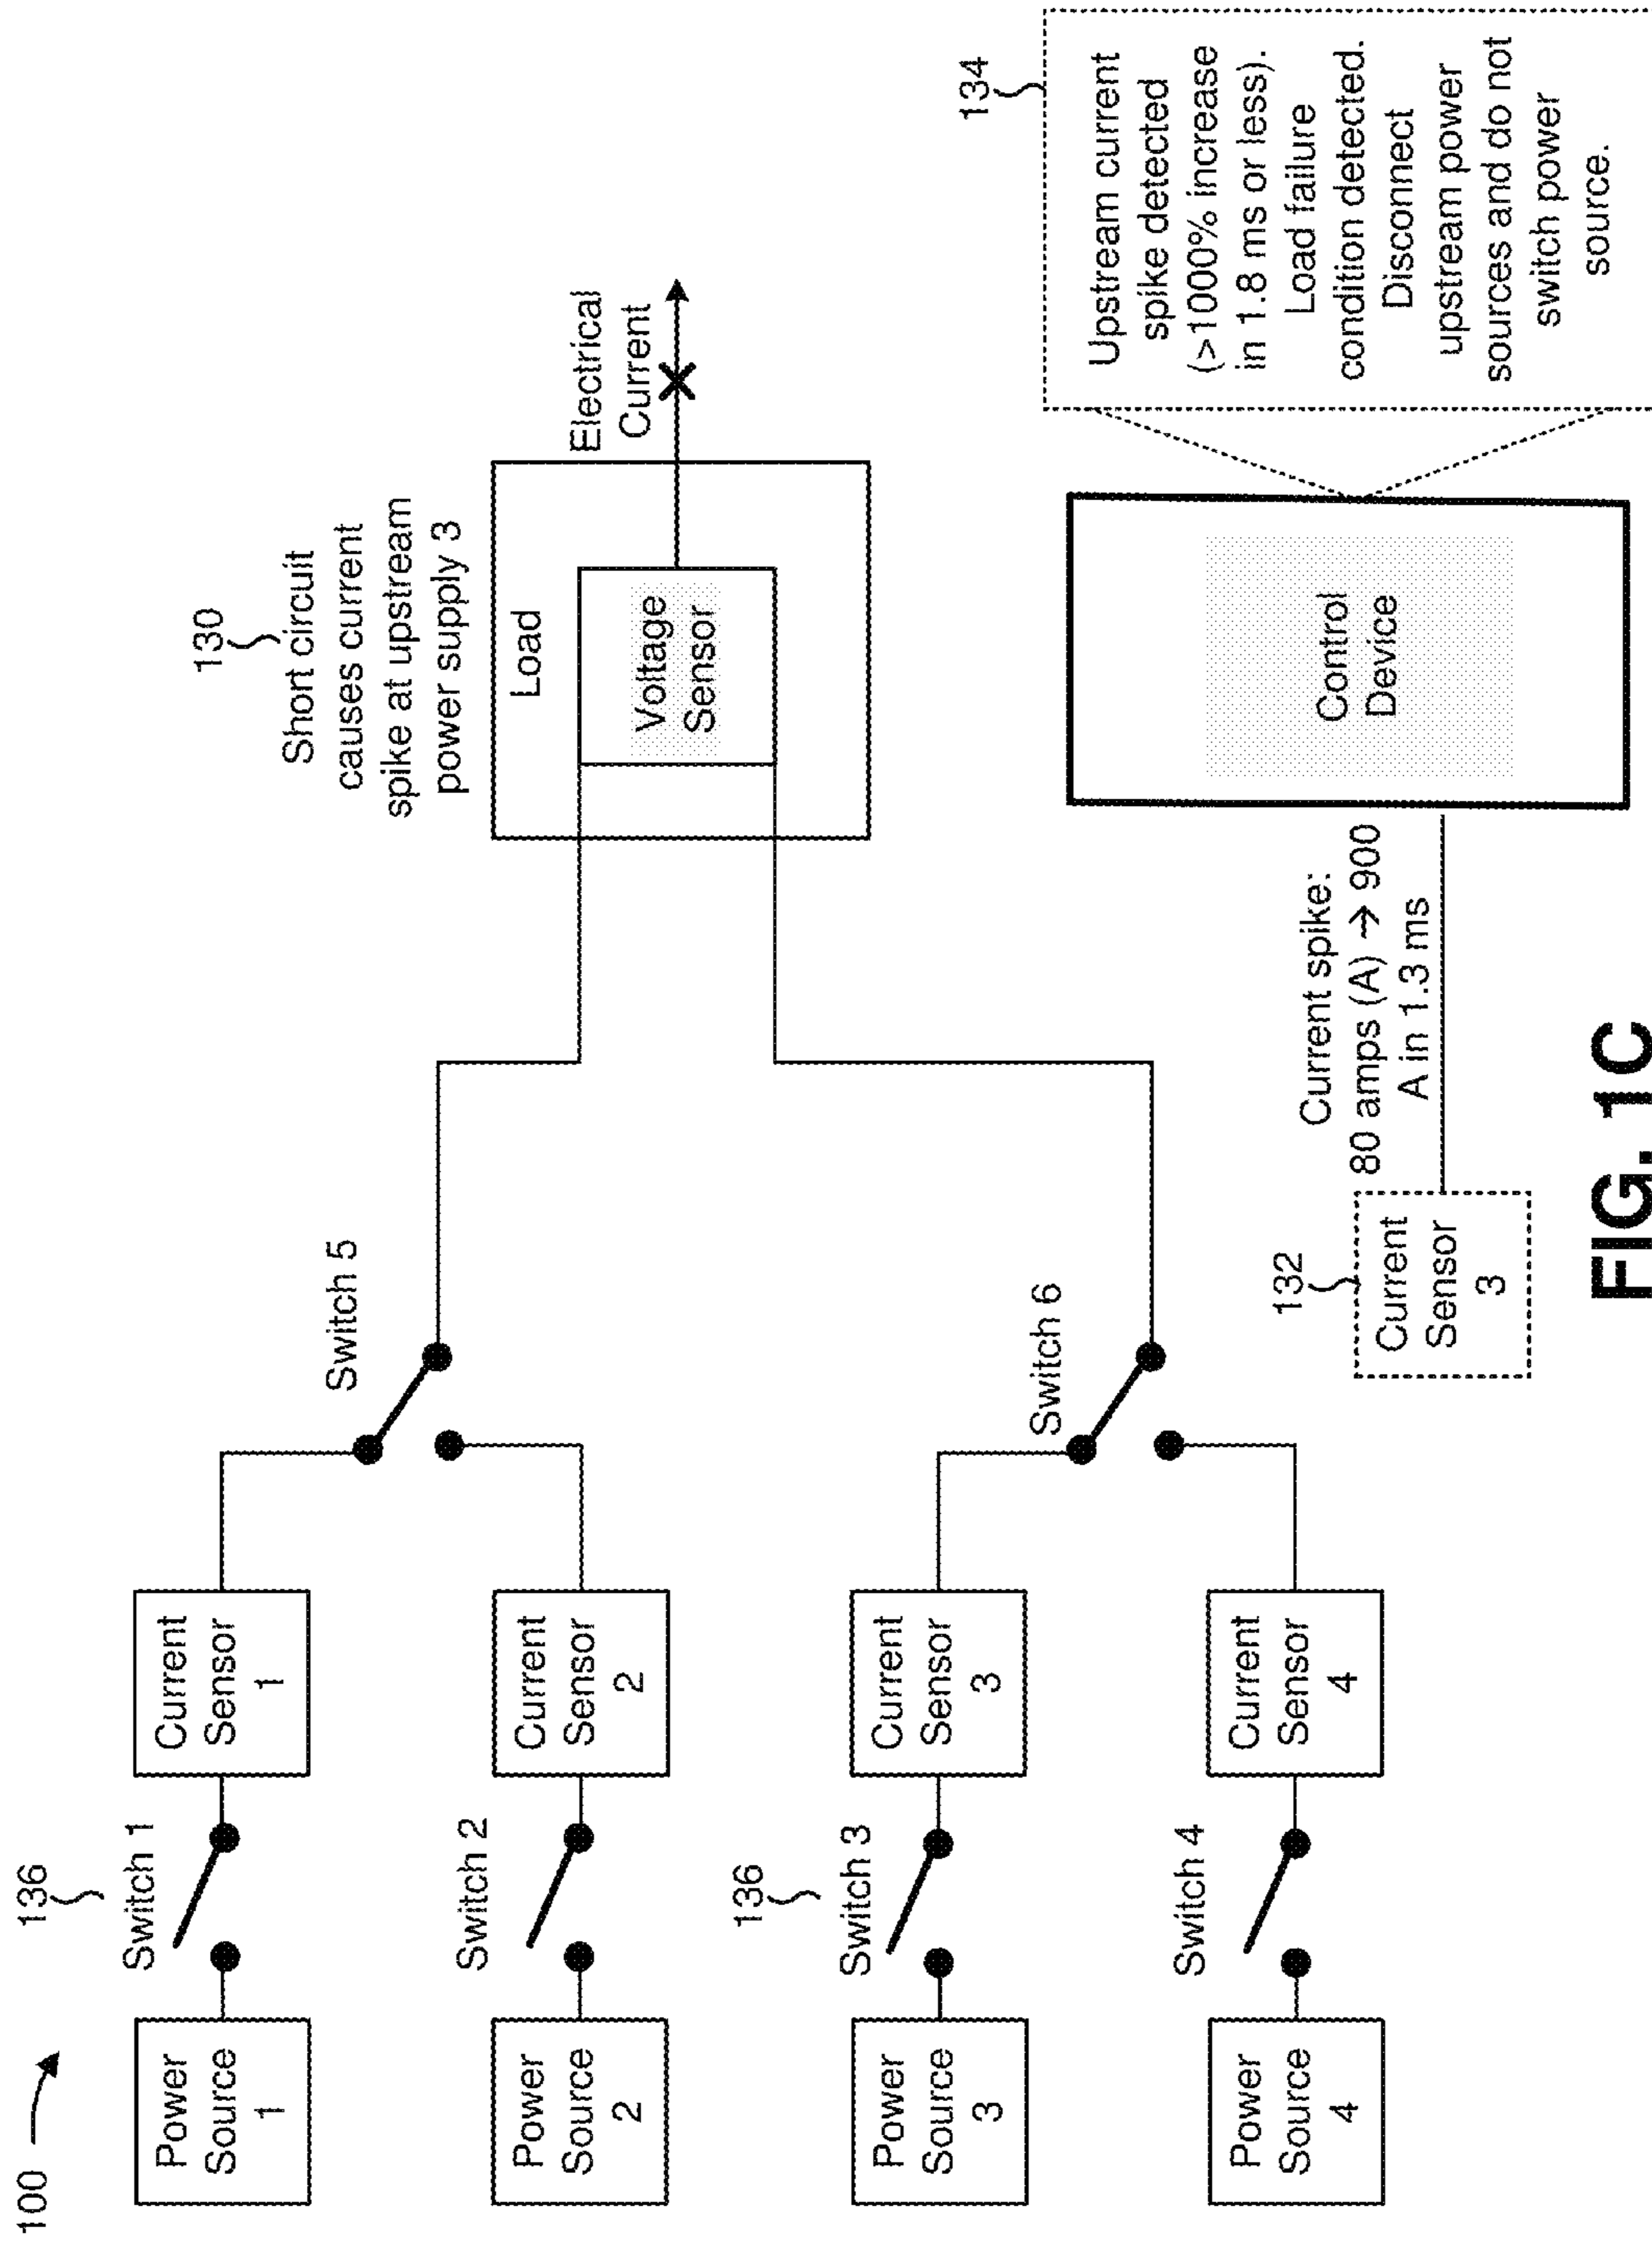 100
136
Switch 1
Power
Source
1
Current
Sensor
1
Switch 2
Power
Source
2
Current
Sensor
2
136
Switch 3
Power
Source
3
Current
Sensor
3
Switch 4
Power
Source
4
Current
Sensor
4
Switch 5
Switch 6
130
Short circuit
causes current
spike at upstream
power supply 3
Load
Voltage
Sensor
Electrical
Current
132
Current
Sensor
3
Current spike:
80 amps (A) → 900
A in 1.3 ms
Control
Device
134
Upstream current
spike detected
(>1000% increase
in 1.8 ms or less).
Load failure
condition detected.
Disconnect
upstream power
sources and do not
switch power
source.
FIG. 1C